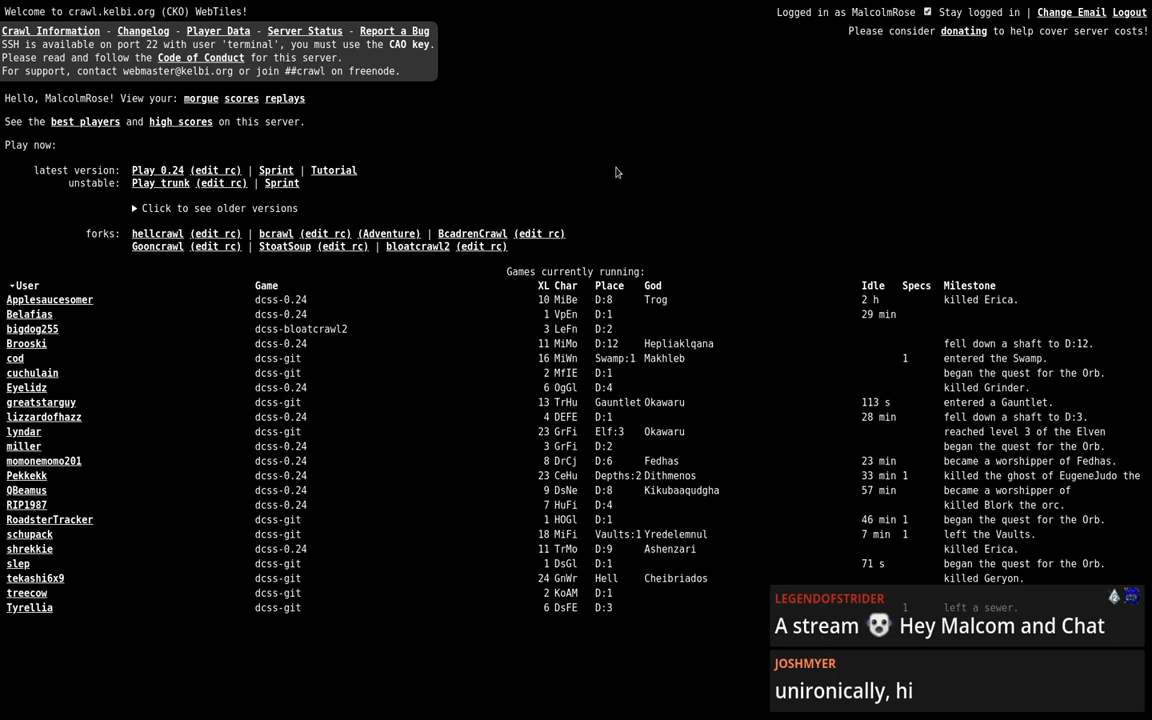 Welcome to crawl.kelbi.org (CKO) WebTiles!
Logged in as MalcolmRose Stay logged in | Change Email Logout
Crawl Information - Changelog - Player Data - Server Status - Report a Bug
Please consider donating to help cover server costs!
SSH is available on port 22 with user 'terminal', you must use the CAO key.
Please read and follow the Code of Conduct for this server.
For support, contact webmaster@kelbi.org or join ##crawl on freenode.
Hello, MalcolmRose! View your: morgue scores replays
See the best players and high scores on this server.
Play now:
latest version: Play 0.24 (edit rc) | Sprint | Tutorial
unstable: Play trunk (edit rc) | Sprint
Click to see older versions
forks: hellcrawl (edit rc) | bcrawl (edit rc) (Adventure) | BcadrenCrawl (edit rc)
Gooncrawl (edit rc) | StoatSoup (edit rc) | bloatcrawl2 (edit rc)
Games currently running:
User Game XL Char Place God Idle Specs Milestone
Applesaucesomer dcss-0.24 10 MiBe D:8 Trog 2 h killed Erica.
Belafias dcss-0.24 1 VpEn D:1 29 min
bigdog255 dcss-bloatcrawl2 3 LeFn D:2
Brooski dcss-0.24 11 MiMo D:12 Hepliaklqana fell down a shaft to D:12.
cod dcss-git 16 MiWn Swamp:1 Makhleb 1 entered the Swamp.
cuchulain dcss-git 2 MfIE D:1 began the quest for the Orb.
Eyelidz dcss-git 6 OgGl D:4 killed Grinder.
greatstarguy dcss-git 13 TrHu Gauntlet Okawaru 113 s entered a Gauntlet.
lizzardofhazz dcss-0.24 4 DEFE D:1 28 min fell down a shaft to D:3.
lyndar dcss-git 23 GrFi Elf:3 Okawaru reached level 3 of the Elven
miller dcss-0.24 3 GrFi D:2 began the quest for the Orb.
momonemomo201 dcss-0.24 8 DrCj D:6 Fedhas 23 min became a worshipper of Fedhas.
Pekkekk dcss-git 23 CeHu Depths:2 Dithmenos 33 min 1 killed the ghost of EugeneJudo the
QBeamus dcss-0.24 9 DsNe D:8 Kikubaaqudgha 57 min became a worshipper of
RIP1987 dcss-0.24 7 HuFi D:4 killed Blork the orc.
RoadsterTracker dcss-git 1 HOGl D:1 46 min 1 began the quest for the Orb.
schupack dcss-git 18 MiFi Vaults:1 Yredelemnul 7 min 1 left the Vaults.
shrekkie dcss-0.24 11 TrMo D:9 Ashenzari killed Erica.
slep dcss-git 1 DsGl D:1 71 s began the quest for the Orb.
tekashi6x9 dcss-git 24 GnWr Hell Cheibriados killed Geryon.
treecow dcss-git 2 KoAM D:1
Tyrellia dcss-git 6 DsFE D:3 1 left a sewer.
LEGENDOFSTRIDER
A stream Hey Malcom and Chat
JOSHMYER
unironically, hi